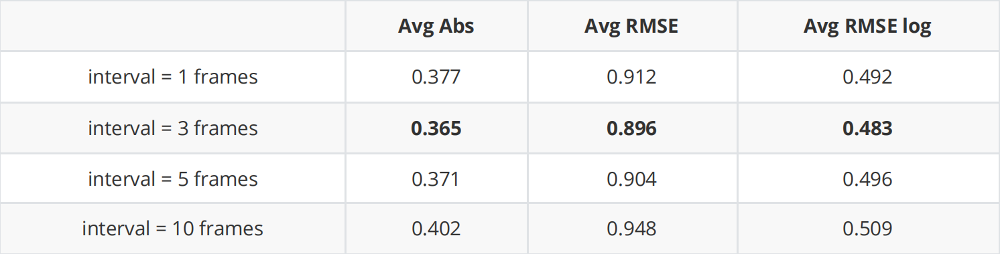 Avg Abs Avg RMSE Avg RMSE log
interval = 1 frames 0.377 0.912 0.492
interval = 3 frames 0.365 0.896 0.483
interval = 5 frames 0.371 0.904 0.496
interval = 10 frames 0.402 0.948 0.509